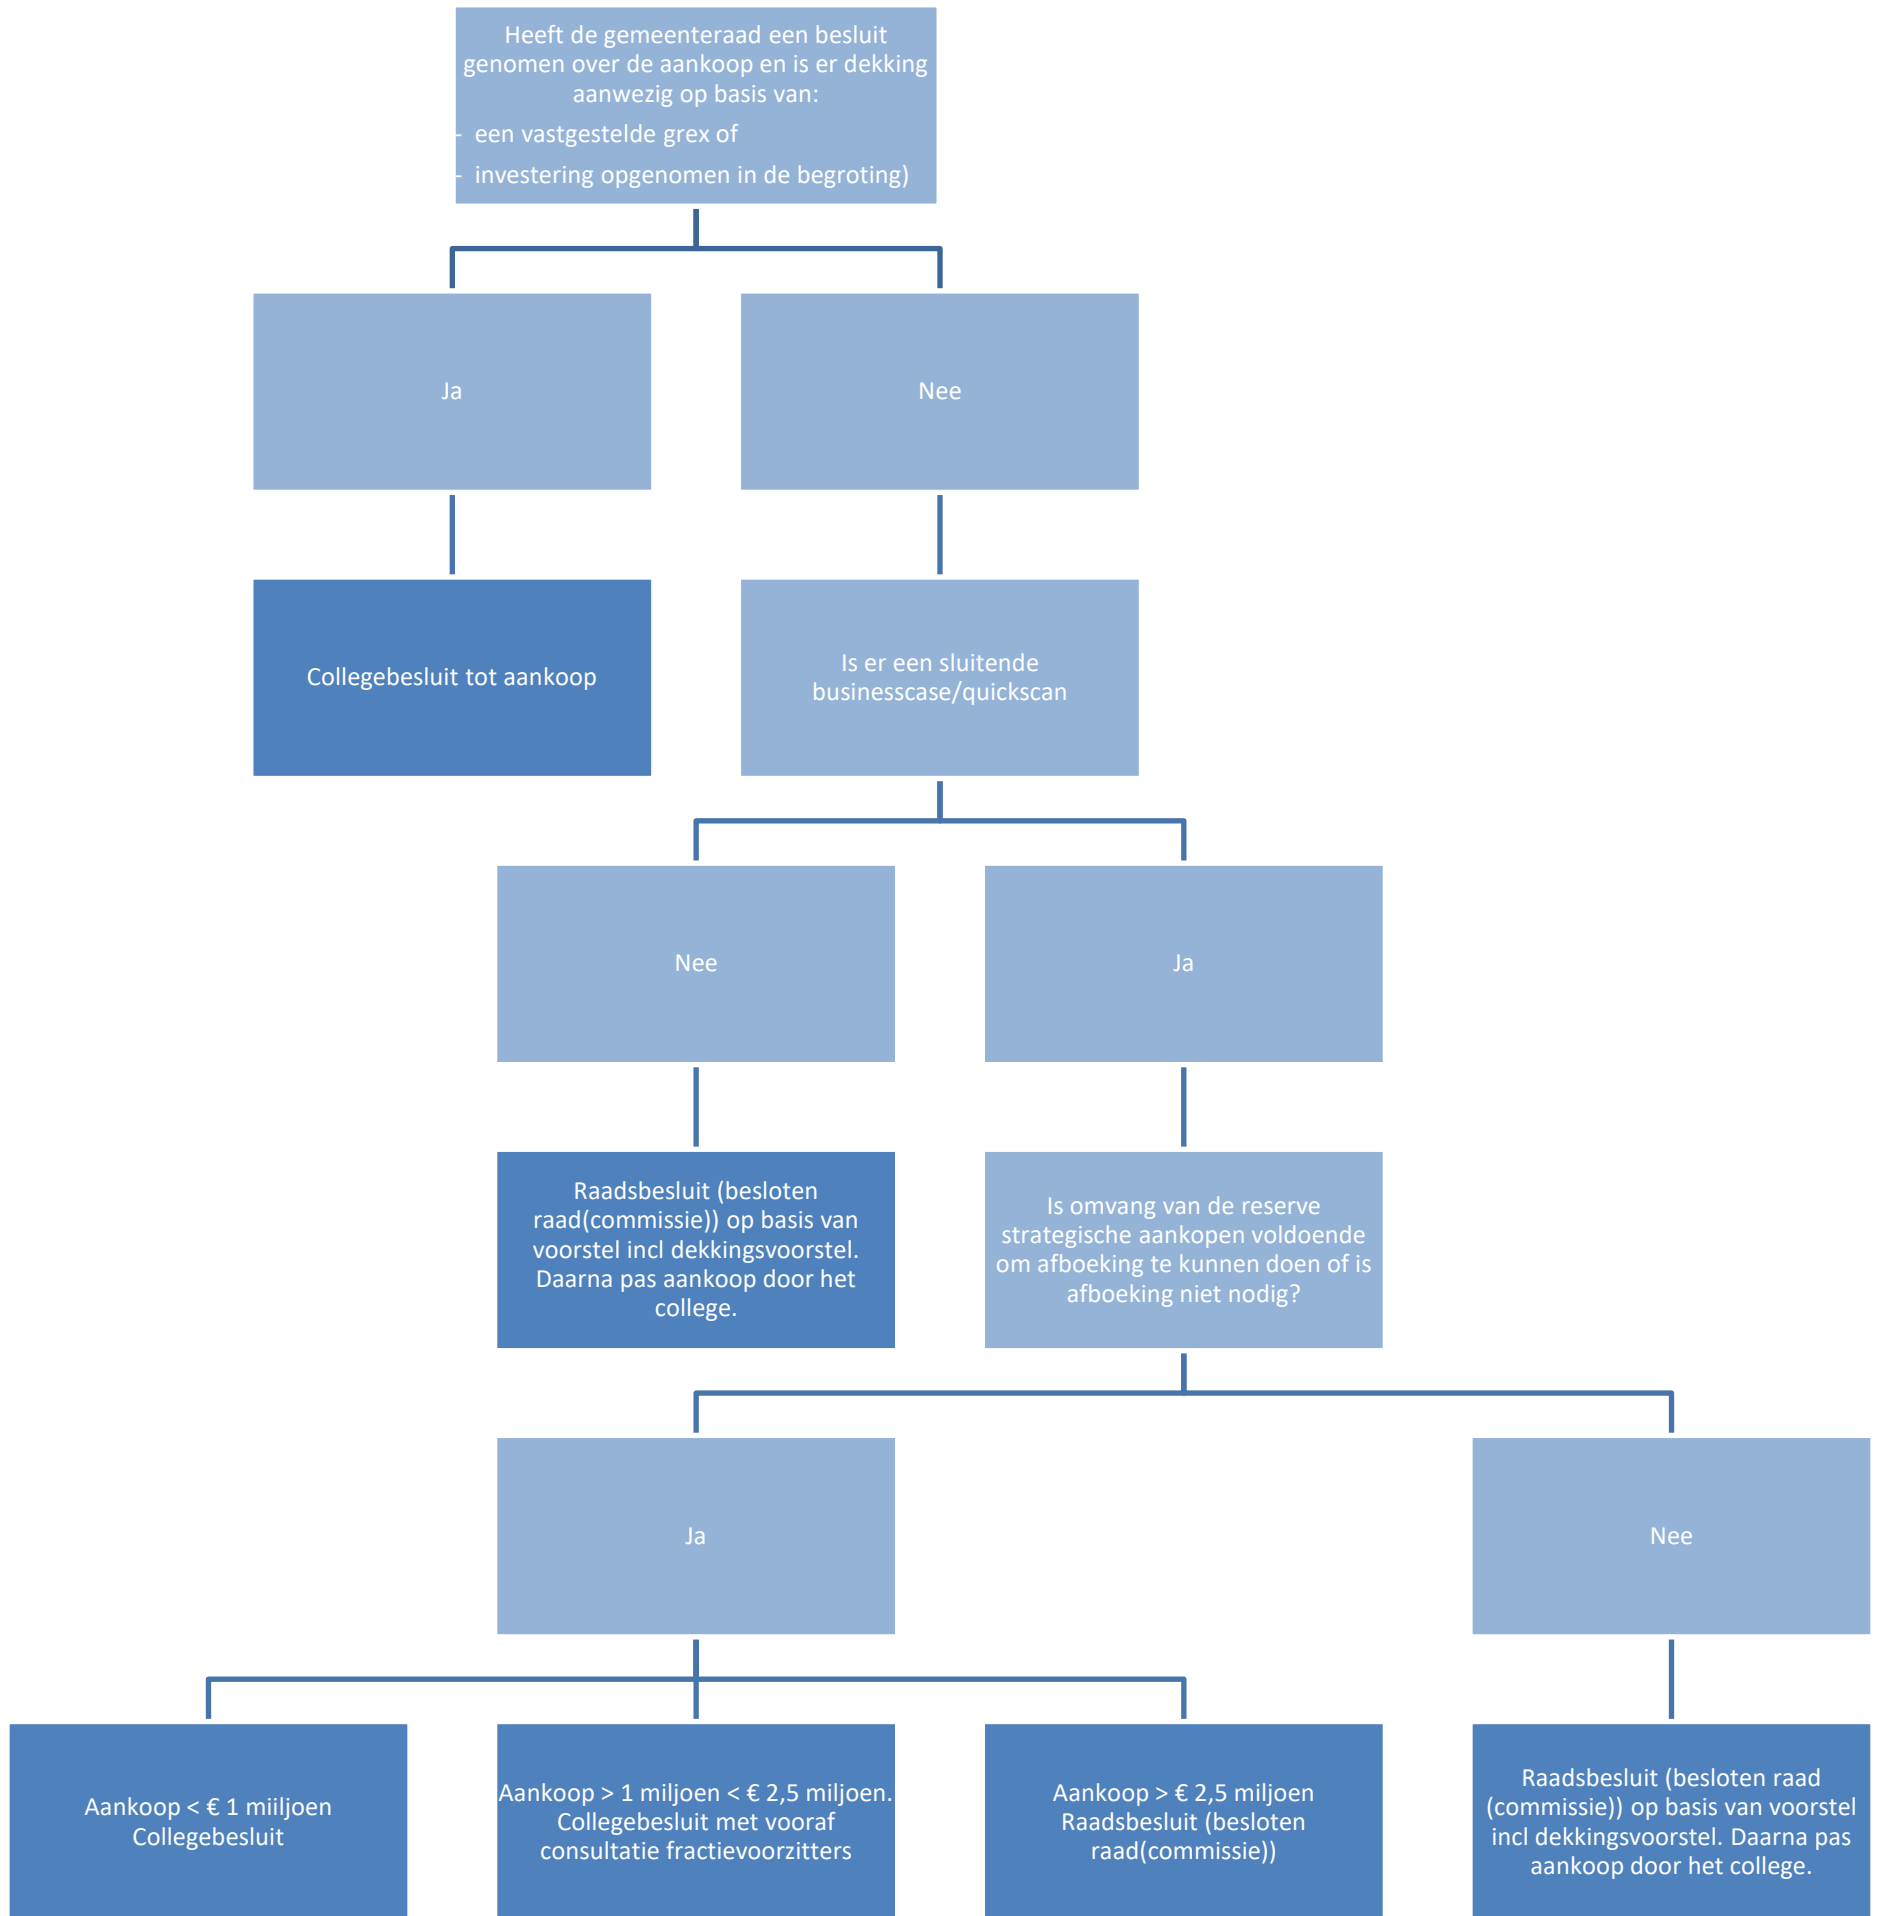 Heeft de gemeenteraad een besluit
genomen over de aankoop en is er dekking
aanwezig op basis van:
- een vastgestelde grex of
- investering opgenomen in de begroting)
Ja
Nee
Collegebesluit tot aankoop
Is er een sluitende
businesscase/quickscan
Nee
Ja
Raadsbesluit (besloten
raad(commissie)) op basis van
voorstel incl dekkingsvoorstel.
Daarna pas aankoop door het
college.
Is omvang van de reserve
strategische aankopen voldoende
om afboeking te kunnen doen of is
afboeking niet nodig?
Ja
Nee
Aankoop < € 1 miiljoen
Collegebesluit
Aankoop > 1 miljoen < € 2,5 miljoen.
Collegebesluit met vooraf
consultatie fractievoorzitters
Aankoop > € 2,5 miljoen
Raadsbesluit (besloten
raad(commissie))
Raadsbesluit (besloten raad
(commissie)) op basis van voorstel
incl dekkingsvoorstel. Daarna pas
aankoop door het college.